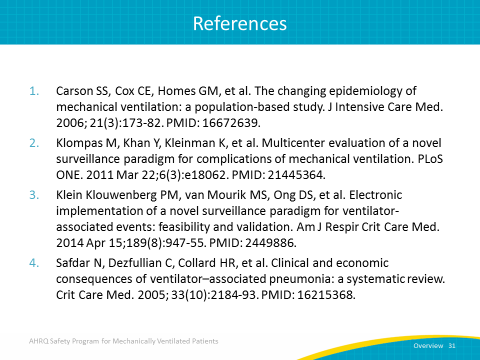 References
1. Carson SS, Cox CE, Homes GM, et al. The changing epidemiology of
mechanical ventilation: a population-based study. J Intensive Care Med.
2006; 21(3):173-82. PMID: 16672639.
2. Klompas M, Khan Y, Kleinman K, et al. Multicenter evaluation of a novel
surveillance paradigm for complications of mechanical ventilation. PLoS
ONE. 2011 Mar 22;6(3):e18062. PMID: 21445364.
3. Klein Klouwenberg PM, van Mourik MS, Ong DS, et al. Electronic
implementation of a novel surveillance paradigm for ventilator-
associated events: feasibility and validation. Am J Respir Crit Care Med.
2014 Apr 15;189(8):947-55. PMID: 2449886.
4. Safdar N, Dezfullian C, Collard HR, et al. Clinical and economic
consequences of ventilator–associated pneumonia: a systematic review.
Crit Care Med. 2005; 33(10):2184-93. PMID: 16215368.
AHRQ Safety Program for Mechanically Ventilated Patients
Overview 31